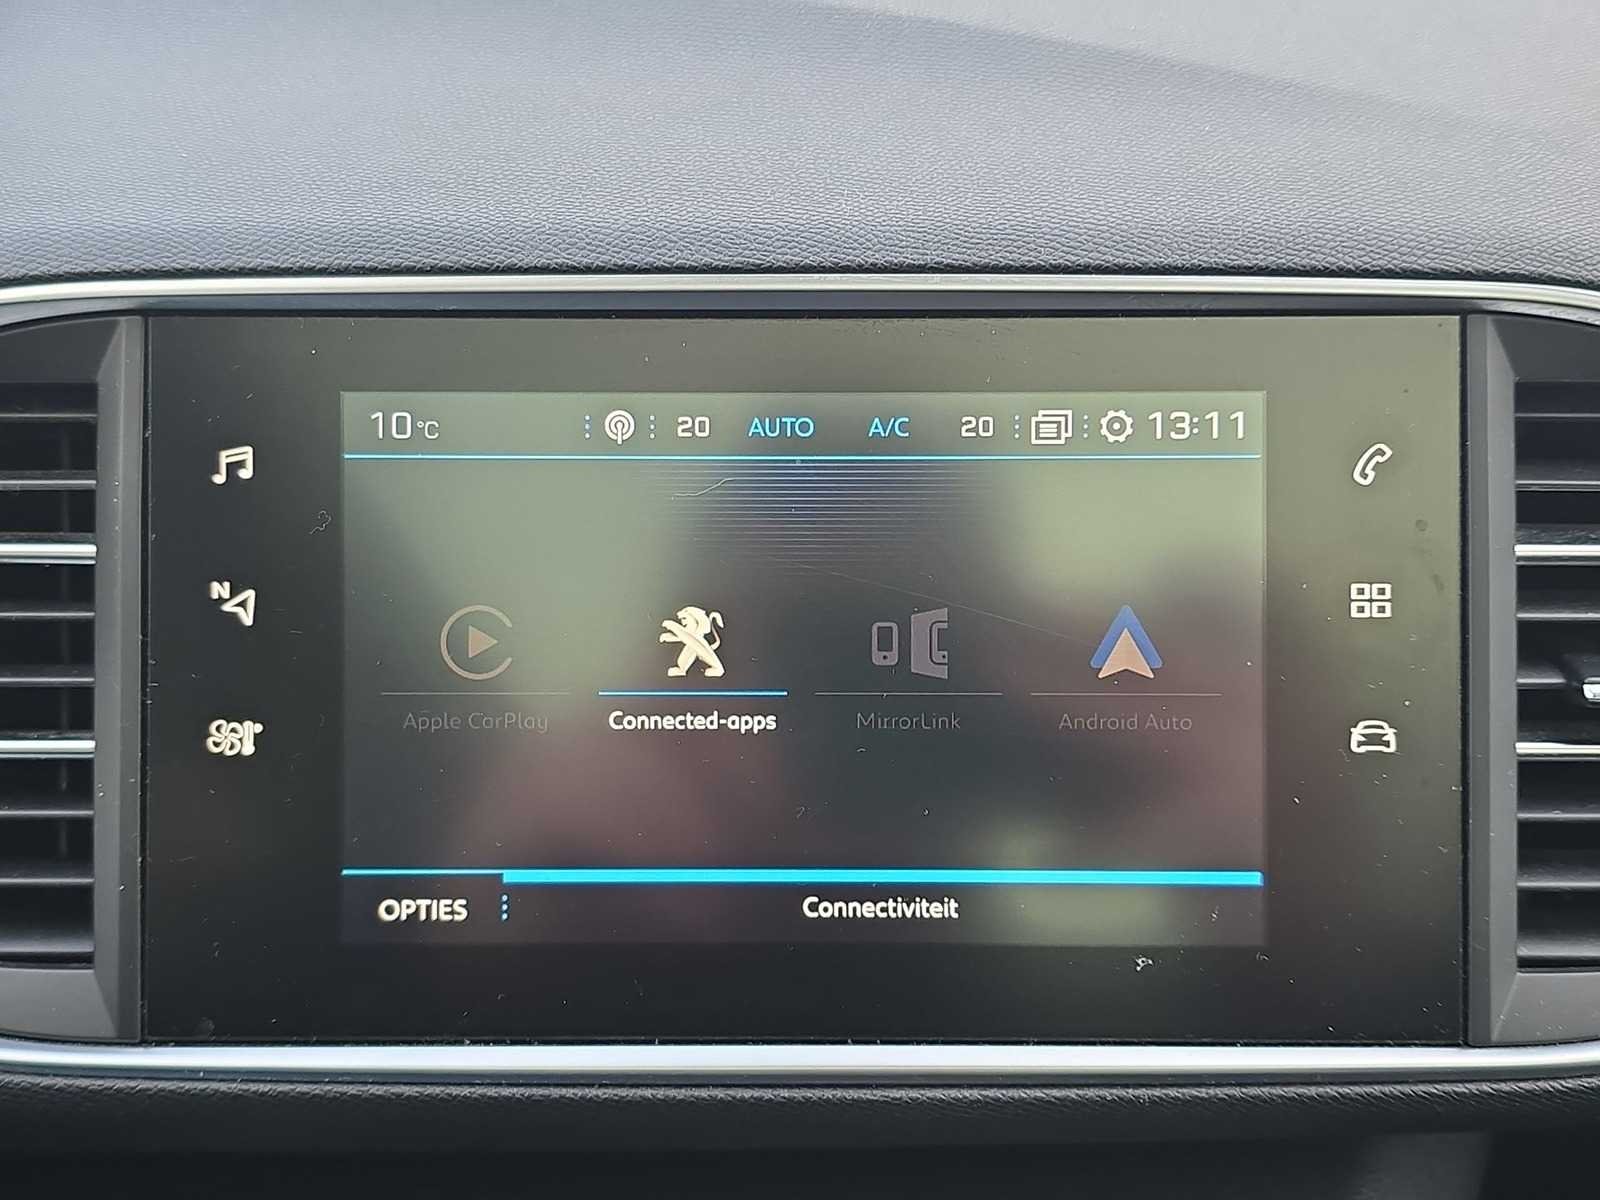 10°C 20 AUTO A/C 20 13:11
N
Apple CarPlay Connected-apps MirrorLink Android Auto
OPTIES Connectiviteit